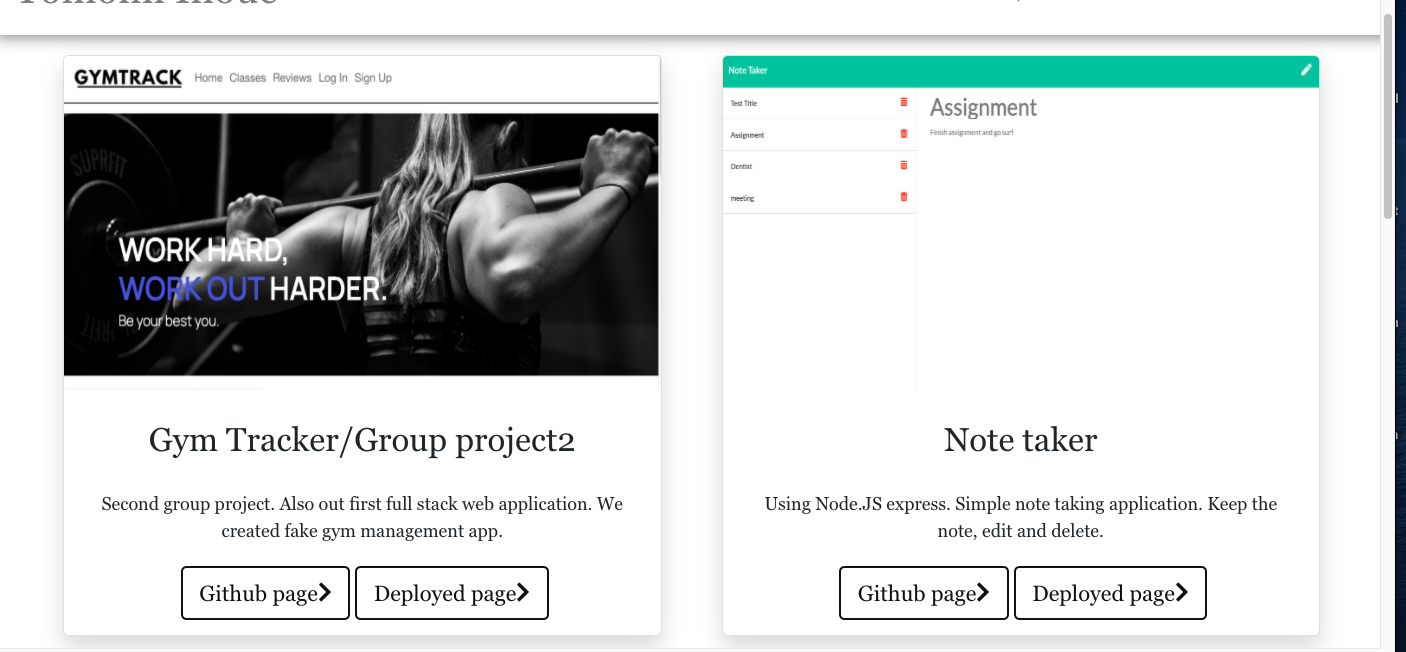 GYMTRACK Home Classes Reviews Log In Sign Up
SUPRFIT
WORK HARD,
WORK OUT HARDER.
Be your best you.
Gym Tracker/Group project2
Second group project. Also out first full stack web application. We
created fake gym management app.
Github page Deployed page
Note Taker
Test Title
Assignment
Dentist
meeting
Assignment
Finish assignment and go surf
Note taker
Using Node.JS express. Simple note taking application. Keep the
note, edit and delete.
Github page Deployed page